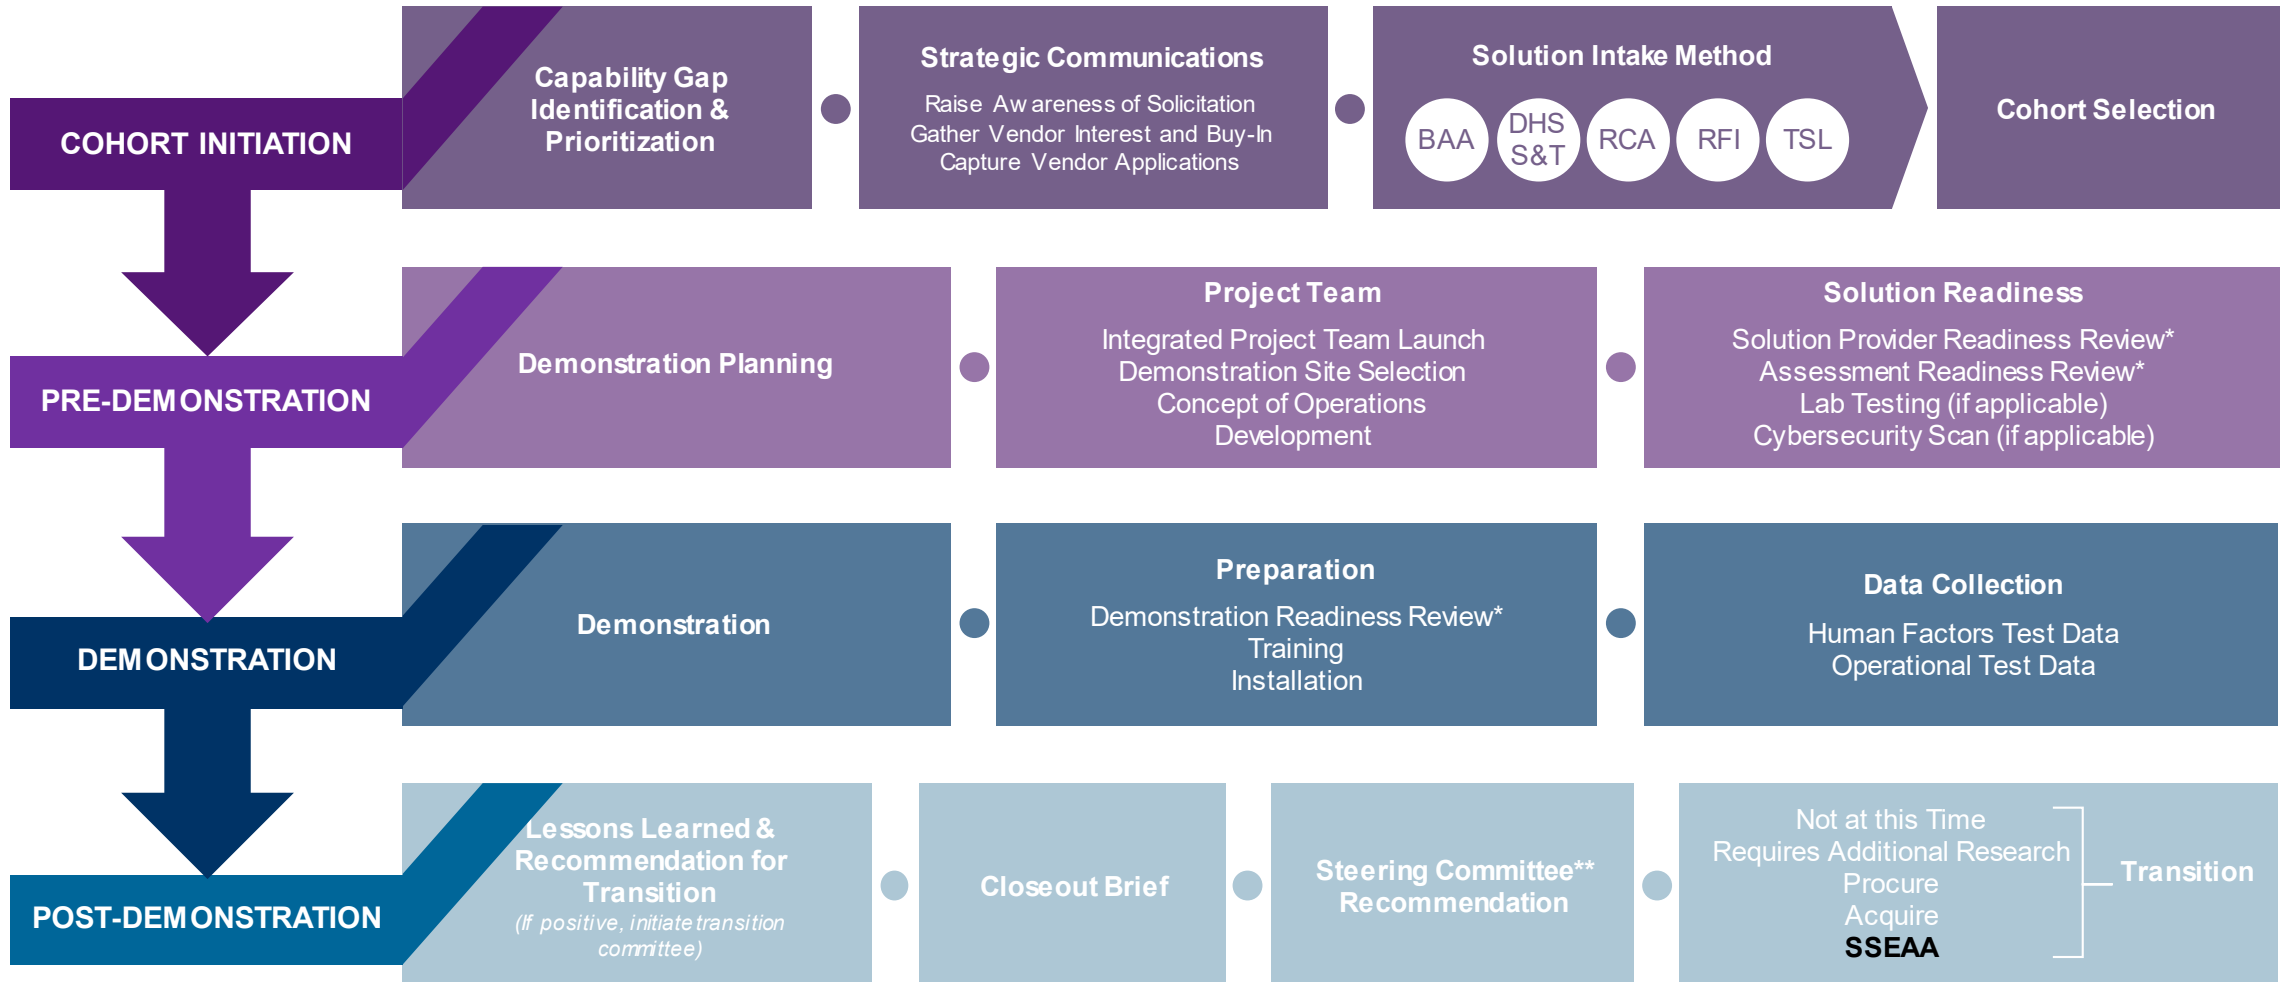 COHORT INITIATION
Capability Gap
Identification &
Prioritization
Strategic Communications
Raise Awareness of Solicitation
Gather Vendor Interest and Buy-In
Capture Vendor Applications
Solution Intake Method
BAA
DHS
S&T
RCA
RFI
TSL
Cohort Selection
PRE-DEMONSTRATION
Demonstration Planning
Project Team
Integrated Project Team Launch
Demonstration Site Selection
Concept of Operations
Development
Solution Readiness
Solution Provider Readiness Review*
Assessment Readiness Review*
Lab Testing (if applicable)
Cybersecurity Scan (if applicable)
DEMONSTRATION
Demonstration
Preparation
Demonstration Readiness Review*
Training
Installation
Data Collection
Human Factors Test Data
Operational Test Data
POST-DEMONSTRATION
Lessons Learned &
Recommendation for
Transition
(If positive, initiate transition
committee)
Closeout Brief
Steering Committee**
Recommendation
Not at this Time
Requires Additional Research
Procure
Acquire
SSEAA
Transition